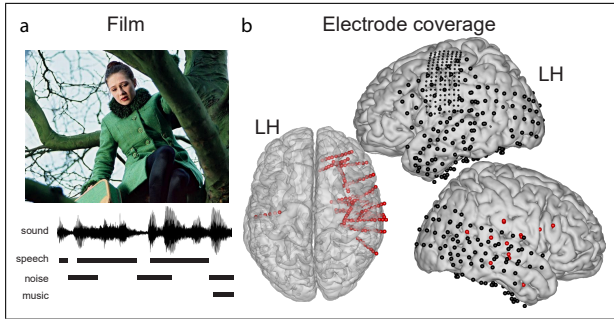 a
Film
sound
speech
noise
music
b
Electrode coverage
LH
LH